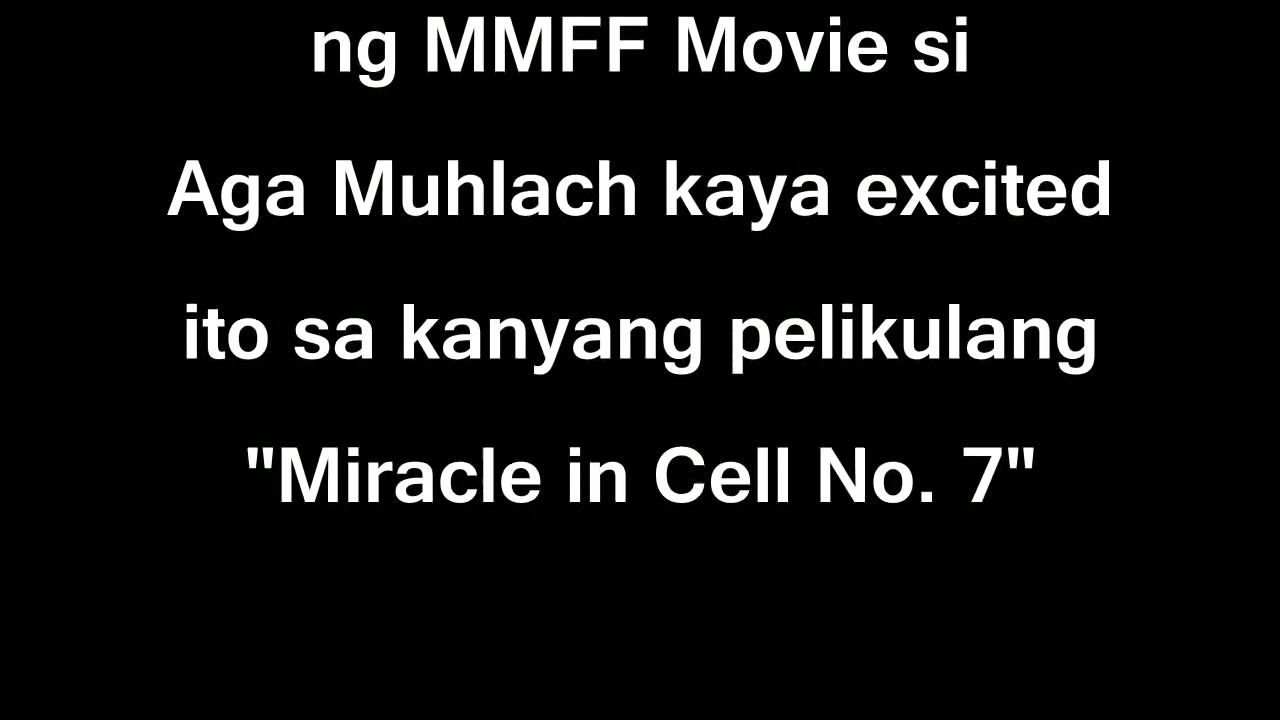 ng MMFF Movie si
Aga Muhlach kaya excited
ito sa kanyang pelikulang
"Miracle in Cell No. 7"